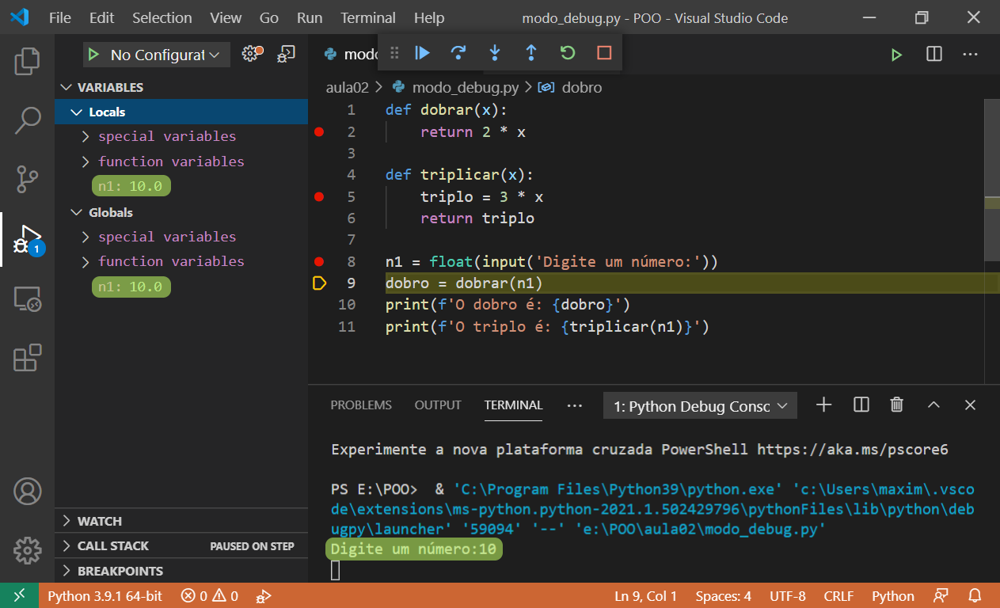 File Edit Selection View Go Run Terminal Help modo_debug.py - POO - Visual Studio Code
No Configurat
VARIABLES
Locals
special variables
function variables
n1: 10.0
Globals
special variables
function variables
n1: 10.0
WATCH
CALL STACK PAUSED ON STEP
BREAKPOINTS
1
aula02 > modo_debug.py > dobro
1 def dobrar(x):
2     return 2 * x
3
4 def triplicar(x):
5     triplo = 3 * x
6     return triplo
7
8 n1 = float(input('Digite um número:'))
9 dobro = dobrar(n1)
10 print(f'O dobro é: {dobro}')
11 print(f'O triplo é: {triplicar(n1)}')
PROBLEMS OUTPUT TERMINAL ... 1: Python Debug Consc
Experimente a nova plataforma cruzada PowerShell https://aka.ms/pscore6
PS E:\POO>  & 'C:\Program Files\Python39\python.exe' 'c:\Users\maxim\.vsco
de\extensions\ms-python.python-2021.1.502429796\pythonFiles\lib\python\deb
ugpy\launcher' '59094' '--' 'e:\POO\aula02\modo_debug.py'
Digite um número:10
Python 3.9.1 64-bit 0 0 Ln 9, Col 1 Spaces: 4 UTF-8 CRLF Python